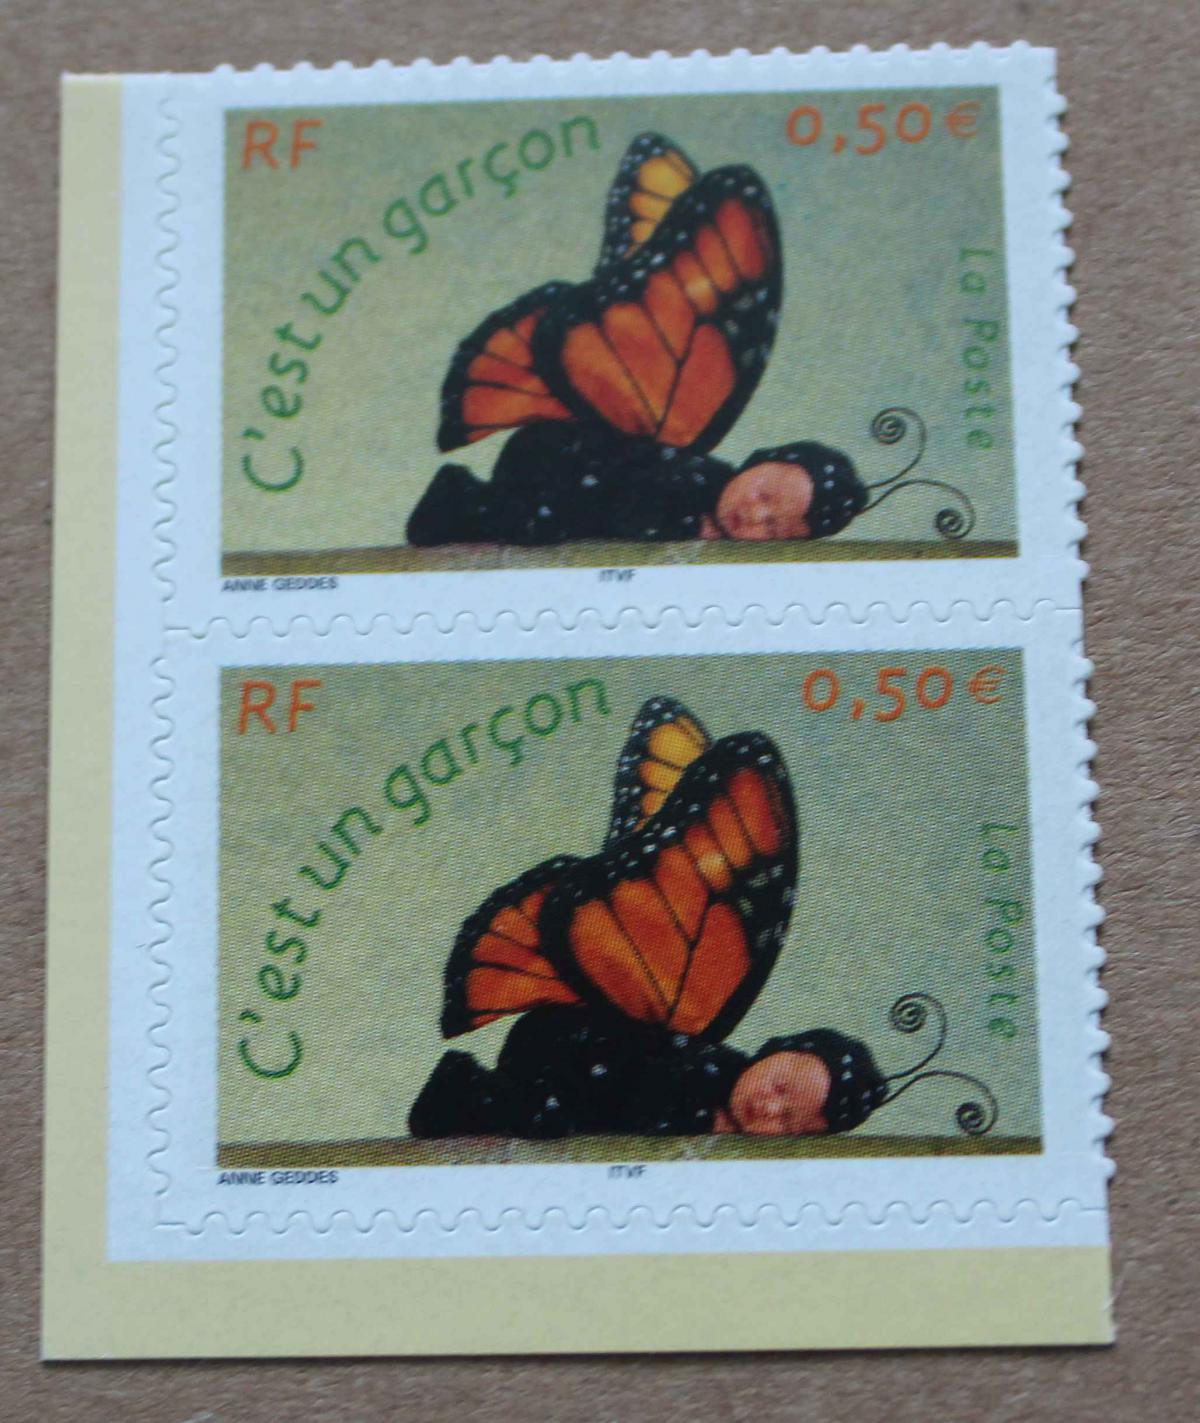 RF
C'est un garçon
0,50 €
La Poste
ANNE GEDDES
ITVF
RF
C'est un garçon
0,50 €
La Poste
ANNE GEDDES
ITVF